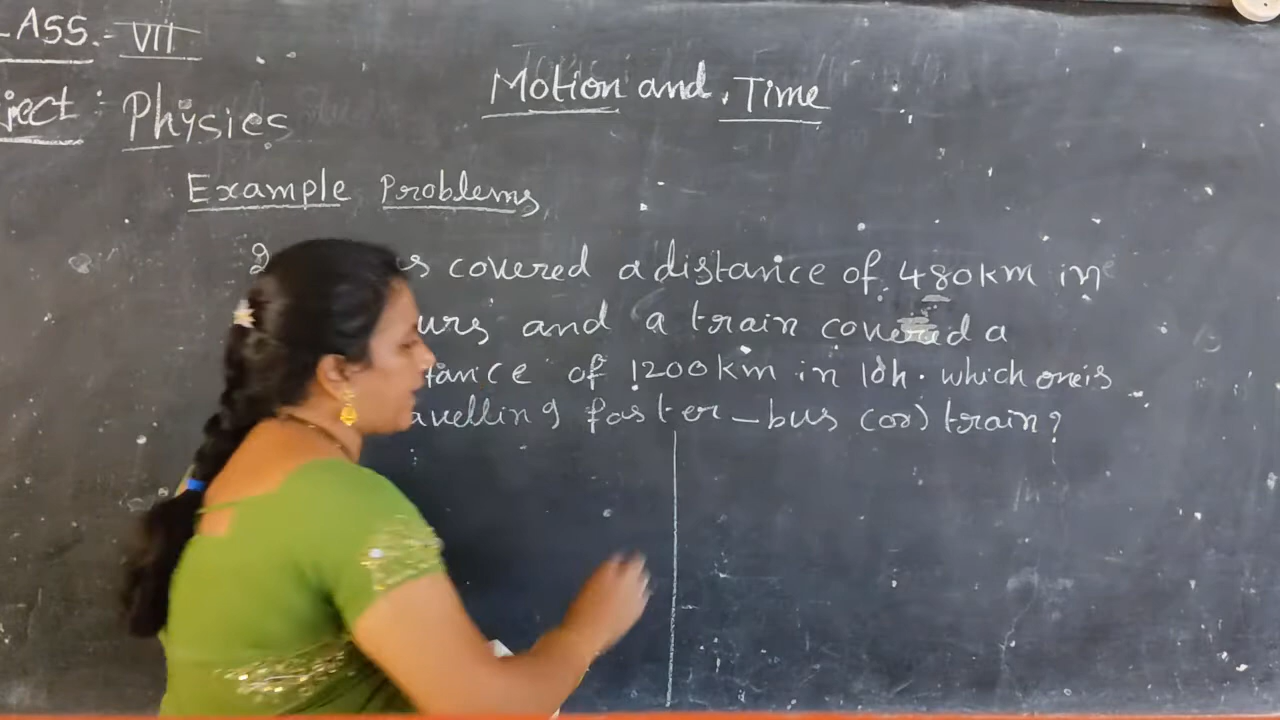 LASS.- VII
ject : Physics
Motion and Time
Example Problems
2 s covered a distance of 480km in
urs and a train covered a
tance of 1200km in 10h. which one is
avelling faster-bus (or) train?